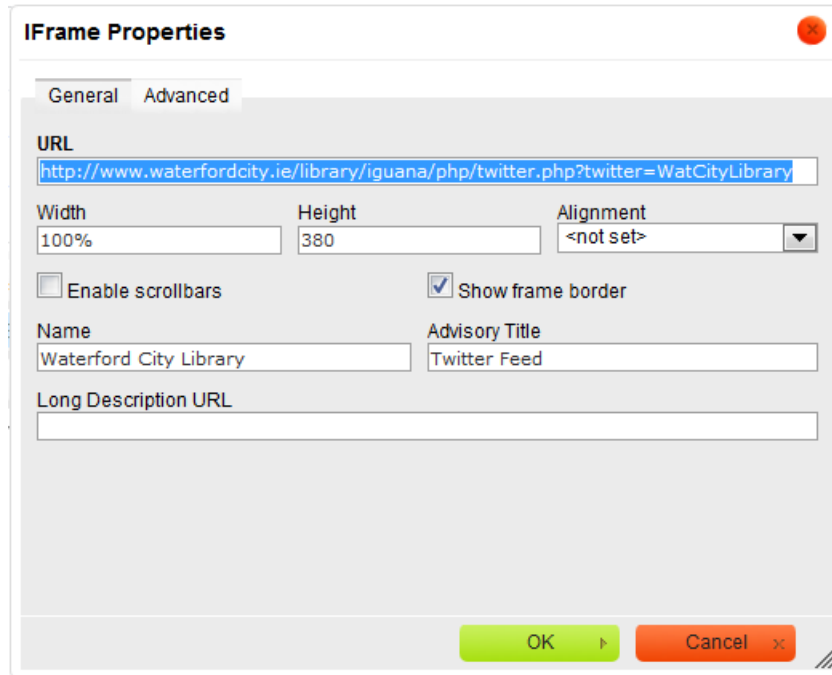 IFrame Properties
General Advanced
URL
http://www.waterfordcity.ie/library/iguana/php/twitter.php?twitter=WatCityLibrary
Width Height Alignment
100% 380 <not set>
Enable scrollbars Show frame border
Name Advisory Title
Waterford City Library Twitter Feed
Long Description URL
OK Cancel